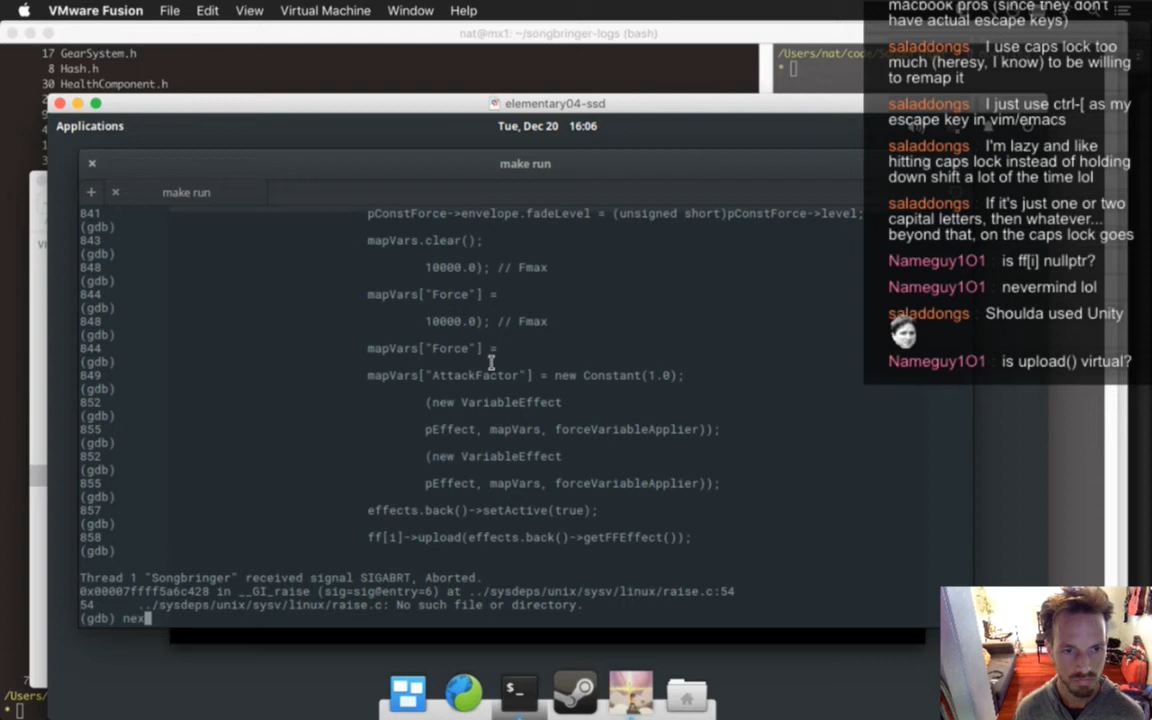 VMware Fusion File Edit View Virtual Machine Window Help
nat@mx1: ~/songbringer-logs (bash)
17 GearSystem.h
8 Hash.h
30 HealthComponent.h
elementary04-ssd
Applications
Tue, Dec 20 16:06
make run
make run
841 pConstForce->envelope.fadeLevel = (unsigned short)pConstForce->level;
(gdb)
843 mapVars.clear();
(gdb)
848 10000.0); // Fmax
(gdb)
844 mapVars["Force"] =
(gdb)
848 10000.0); // Fmax
(gdb)
844 mapVars["Force"] =
(gdb)
849 mapVars["AttackFactor"] = new Constant(1.0);
(gdb)
852 (new VariableEffect
(gdb)
855 pEffect, mapVars, forceVariableApplier));
(gdb)
852 (new VariableEffect
(gdb)
855 pEffect, mapVars, forceVariableApplier));
(gdb)
857 effects.back()->setActive(true);
(gdb)
858 ff[i]->upload(effects.back()->getFFEffect());
(gdb)
Thread 1 "Songbringer" received signal SIGABRT, Aborted.
0x00007ffff5a6c428 in __GI_raise (sig=sig@entry=6) at ../sysdeps/unix/sysv/linux/raise.c:54
54 ../sysdeps/unix/sysv/linux/raise.c: No such file or directory.
(gdb) nex
/Users/nat/code/
macbook pros (since they don't
have actual escape keys)
saladdongs I use caps lock too
much (heresy, I know) to be willing
to remap it
saladdongs I just use ctrl-[ as my
escape key in vim/emacs
saladdongs I'm lazy and like
hitting caps lock instead of holding
down shift a lot of the time lol
saladdongs If it's just one or two
capital letters, then whatever...
beyond that, on the caps lock goes
Nameguy1O1 is ff[i] nullptr?
Nameguy1O1 nevermind lol
saladdongs Shoulda used Unity
Nameguy1O1 is upload() virtual?
/Users/